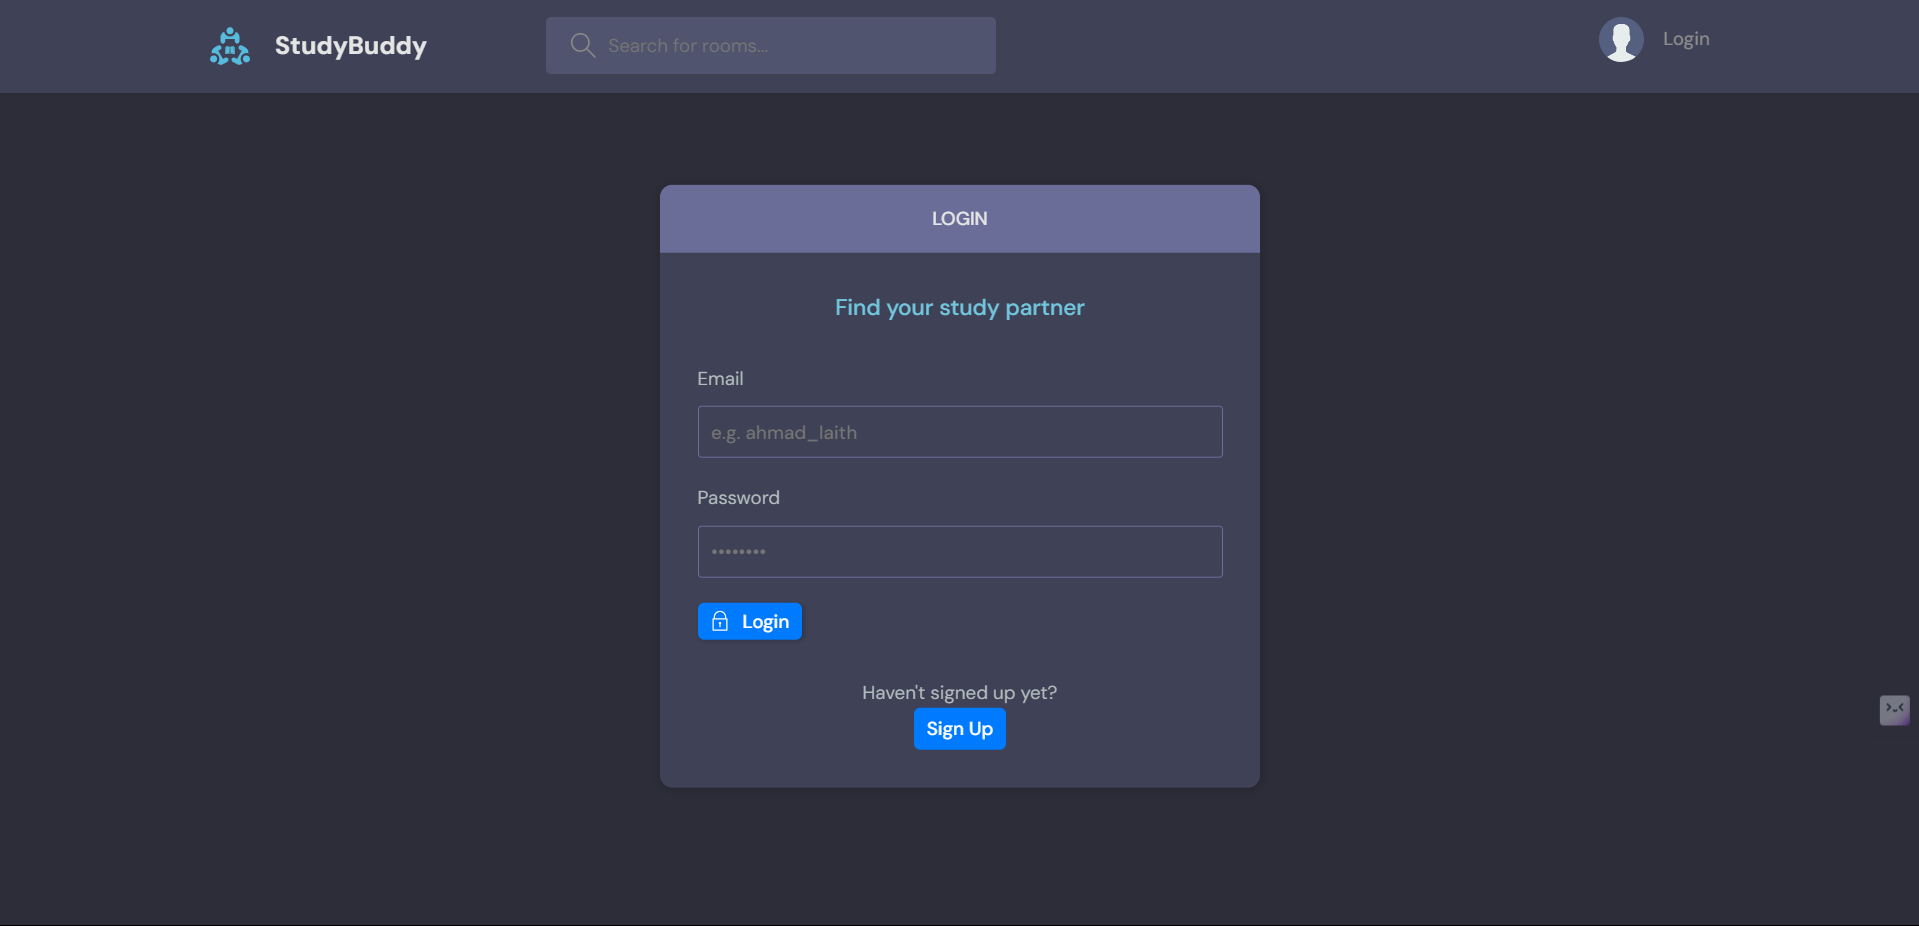 StudyBuddy
Search for rooms...
Login
LOGIN
Find your study partner
Email
e.g. ahmad_laith
Password
••••••••
Login
Haven't signed up yet?
Sign Up